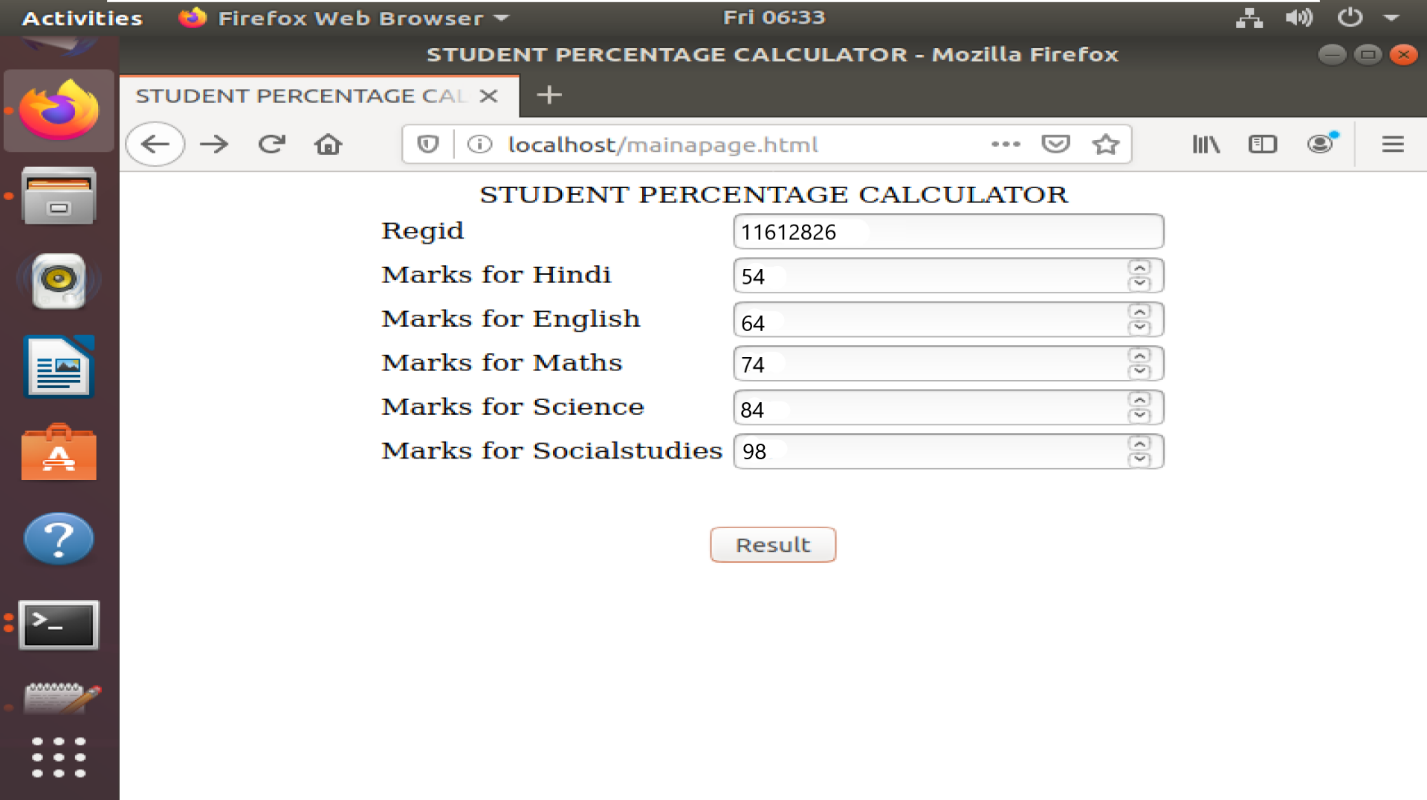 Activities Firefox Web Browser Fri 06:33
STUDENT PERCENTAGE CALCULATOR - Mozilla Firefox
STUDENT PERCENTAGE CAL
localhost/mainapage.html
STUDENT PERCENTAGE CALCULATOR
Regid 11612826
Marks for Hindi 54
Marks for English 64
Marks for Maths 74
Marks for Science 84
Marks for Socialstudies 98
Result